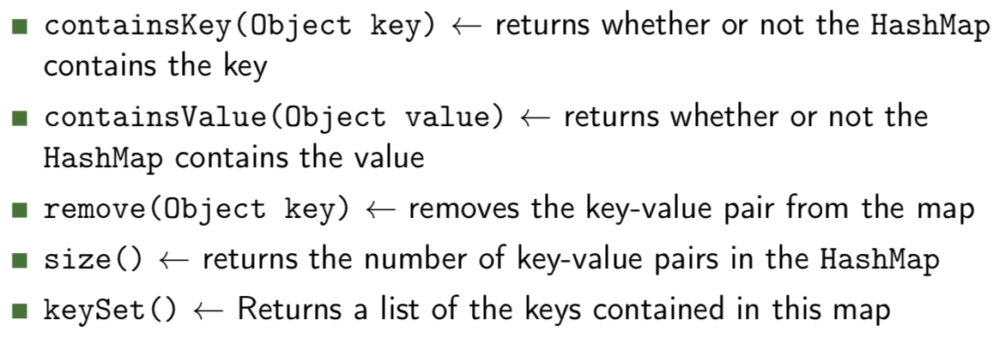 ■ containsKey(Object key) ← returns whether or not the HashMap
contains the key
■ containsValue(Object value) ← returns whether or not the
HashMap contains the value
■ remove(Object key) ← removes the key-value pair from the map
■ size() ← returns the number of key-value pairs in the HashMap
■ keySet() ← Returns a list of the keys contained in this map